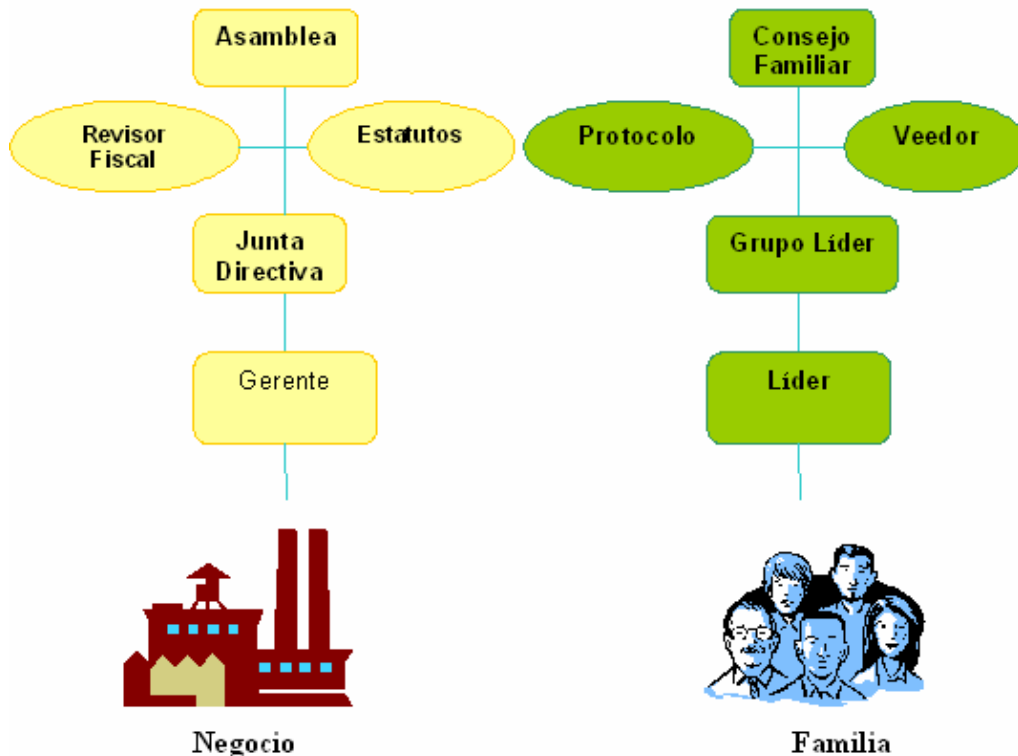 Asamblea
Revisor
Fiscal
Estatutos
Junta
Directiva
Gerente
Negocio
Consejo
Familiar
Protocolo
Veedor
Grupo Líder
Líder
Familia